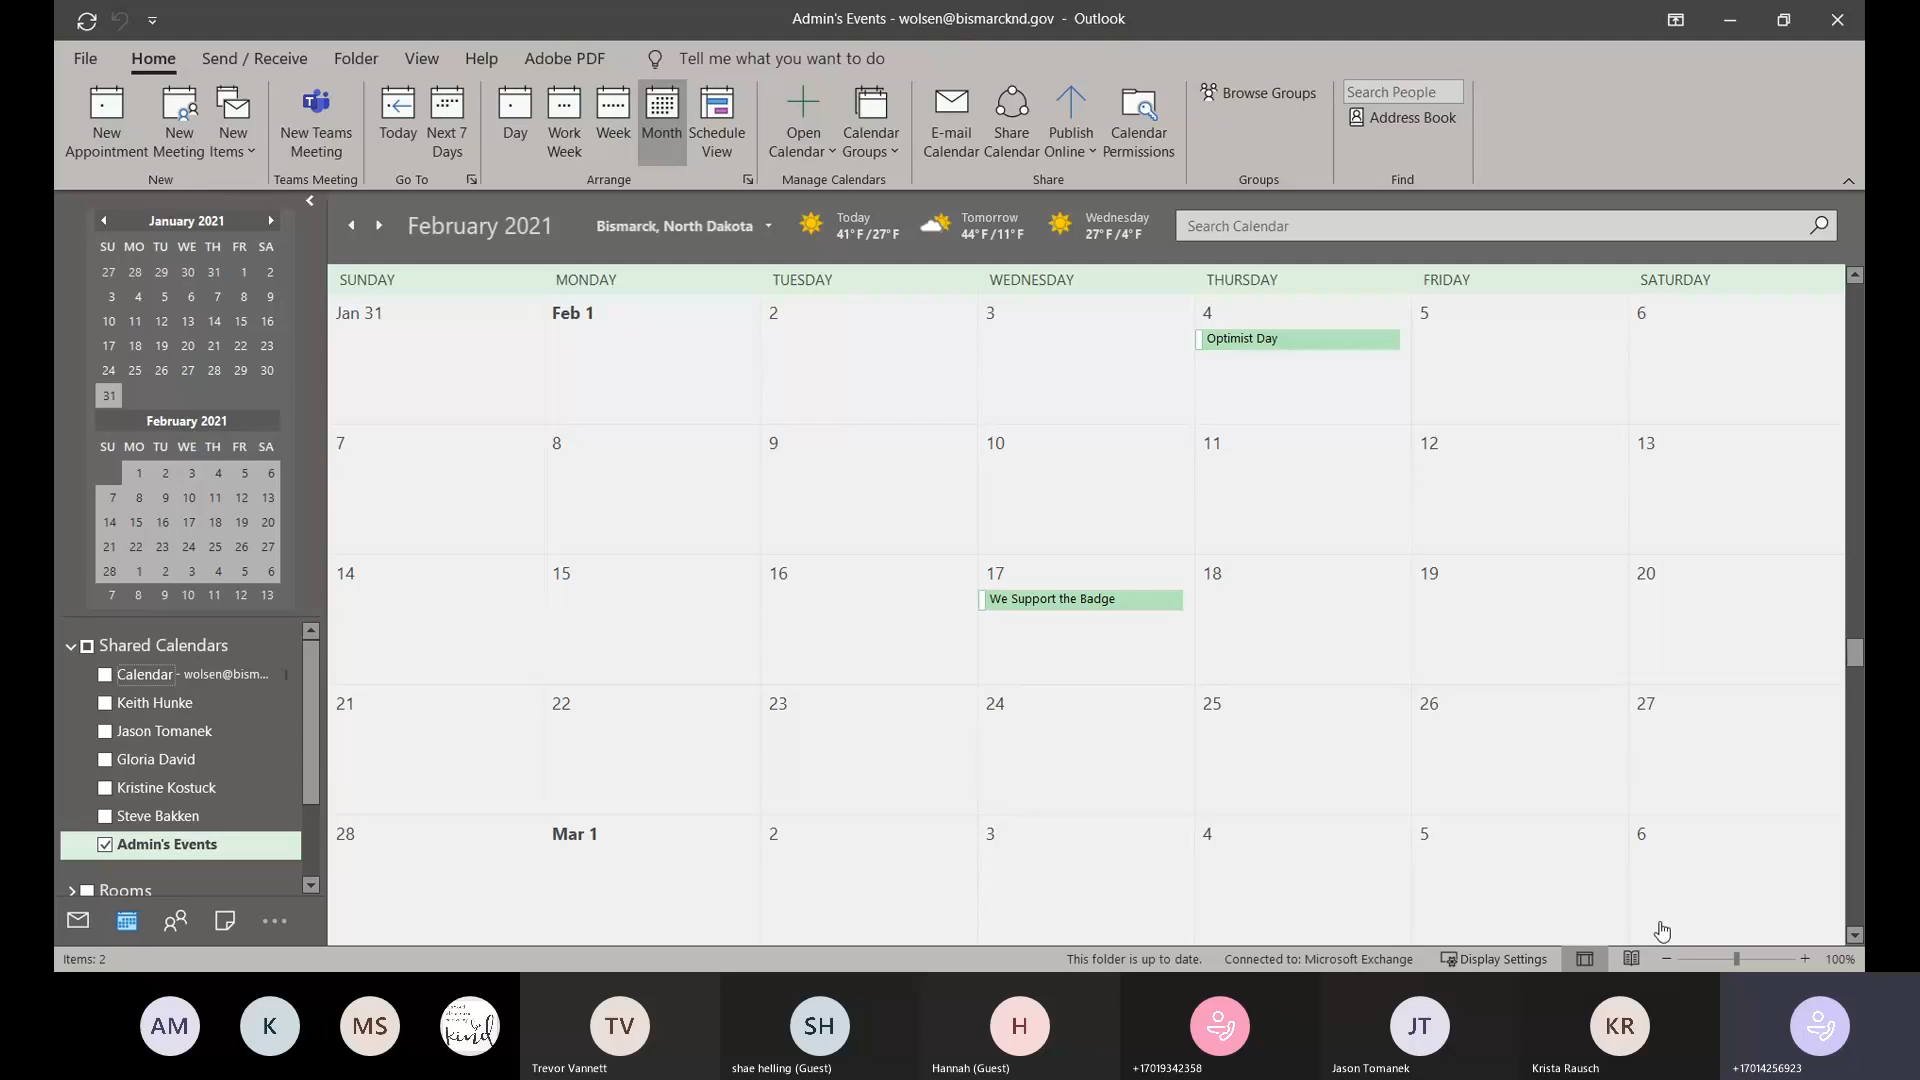 Admin's Events - wolsen@bismarcknd.gov - Outlook
File Home Send / Receive Folder View Help Adobe PDF Tell me what you want to do
New Appointment New Meeting New Items New Teams Meeting Today Next 7 Days Day Work Week Week Month Schedule View Open Calendar Calendar Groups E-mail Calendar Share Calendar Publish Online Calendar Permissions Browse Groups Search People
Address Book
New Teams Meeting Go To Arrange Manage Calendars Share Groups Find
January 2021
SU MO TU WE TH FR SA
27 28 29 30 31 1 2
3 4 5 6 7 8 9
10 11 12 13 14 15 16
17 18 19 20 21 22 23
24 25 26 27 28 29 30
31
February 2021
SU MO TU WE TH FR SA
1 2 3 4 5 6
7 8 9 10 11 12 13
14 15 16 17 18 19 20
21 22 23 24 25 26 27
28 1 2 3 4 5 6
7 8 9 10 11 12 13
Shared Calendars
Calendar - wolsen@bism...
Keith Hunke
Jason Tomanek
Gloria David
Kristine Kostuck
Steve Bakken
Admin's Events
Rooms
February 2021
Bismarck, North Dakota
Today
41°F/27°F
Tomorrow
44°F/11°F
Wednesday
27°F/4°F
Search Calendar
SUNDAY MONDAY TUESDAY WEDNESDAY THURSDAY FRIDAY SATURDAY
Jan 31 Feb 1 2 3 4 5 6
Optimist Day
7 8 9 10 11 12 13
14 15 16 17 18 19 20
We Support the Badge
21 22 23 24 25 26 27
28 Mar 1 2 3 4 5 6
Items: 2 This folder is up to date. Connected to: Microsoft Exchange Display Settings 100%
AM K MS kind TV SH H JT KR
Trevor Vannett shae helling (Guest) Hannah (Guest) +17019342358 Jason Tomanek Krista Rausch +17014256923